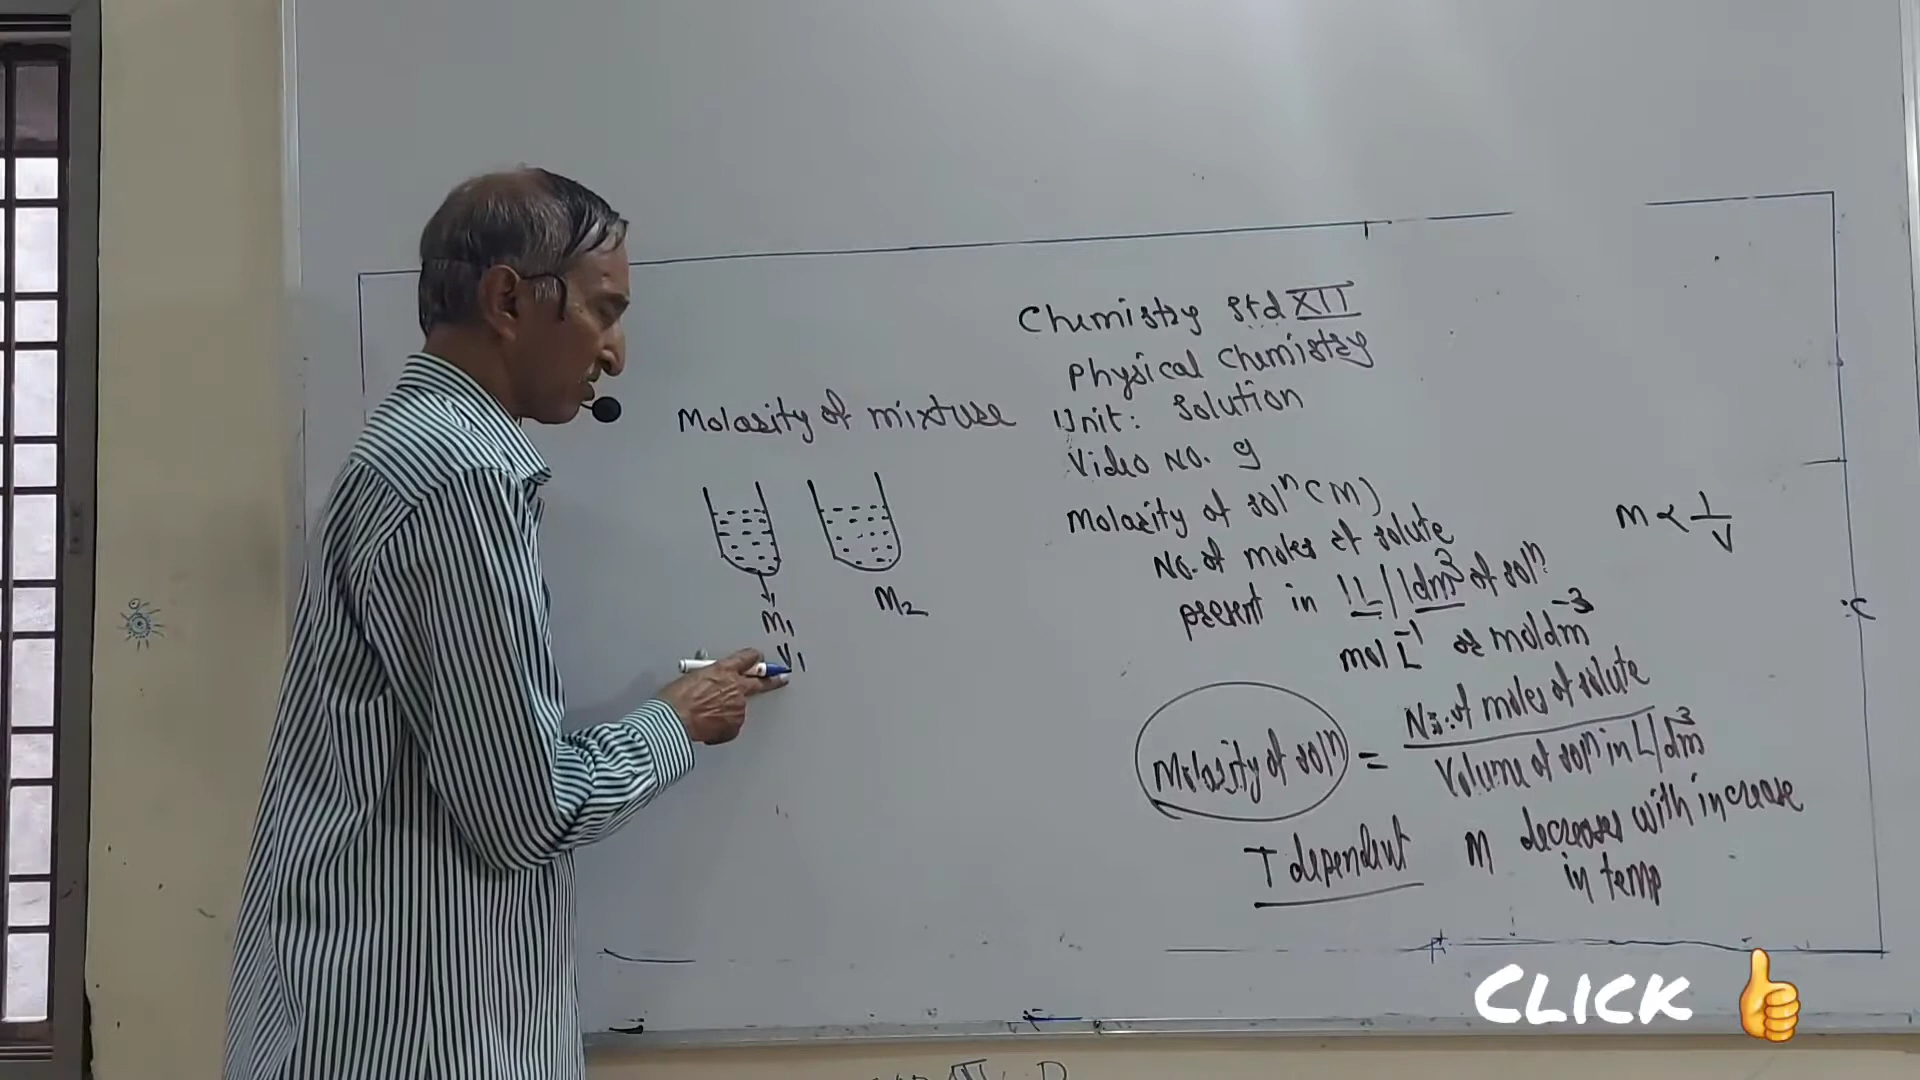 Chemistry std XII
Physical Chemistry
Unit: Solution
Video No. 9
Molarity of solⁿ (M)
No. of moles of solute
present in 1L/1dm³ of solⁿ
mol L⁻¹ or moldm⁻³
Molarity of solⁿ = No. of moles of solute
Volume of solⁿ in L/dm³
T dependent M decreases with increase
in temp
M ∝ 1/V
Molarity of mixture
M₁
V₁
M₂
CLICK